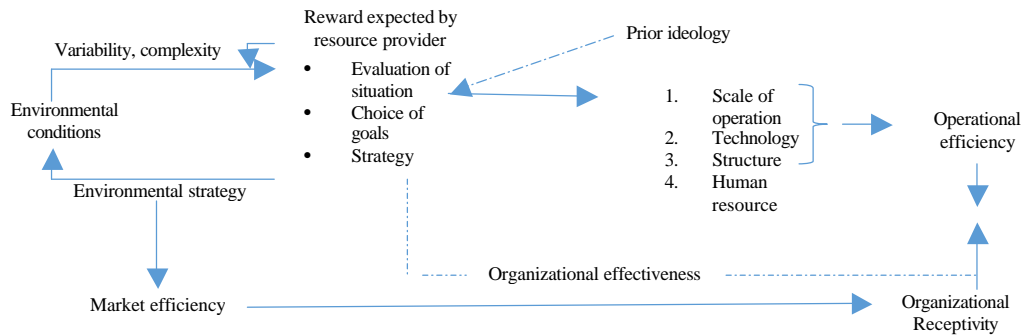 Reward expected by
resource provider
Variability, complexity
Prior ideology
• Evaluation of
situation
• Choice of
goals
• Strategy
Environmental
conditions
1. Scale of
operation
2. Technology
3. Structure
4. Human
resource
Operational
efficiency
Environmental strategy
Organizational effectiveness
Market efficiency
Organizational
Receptivity